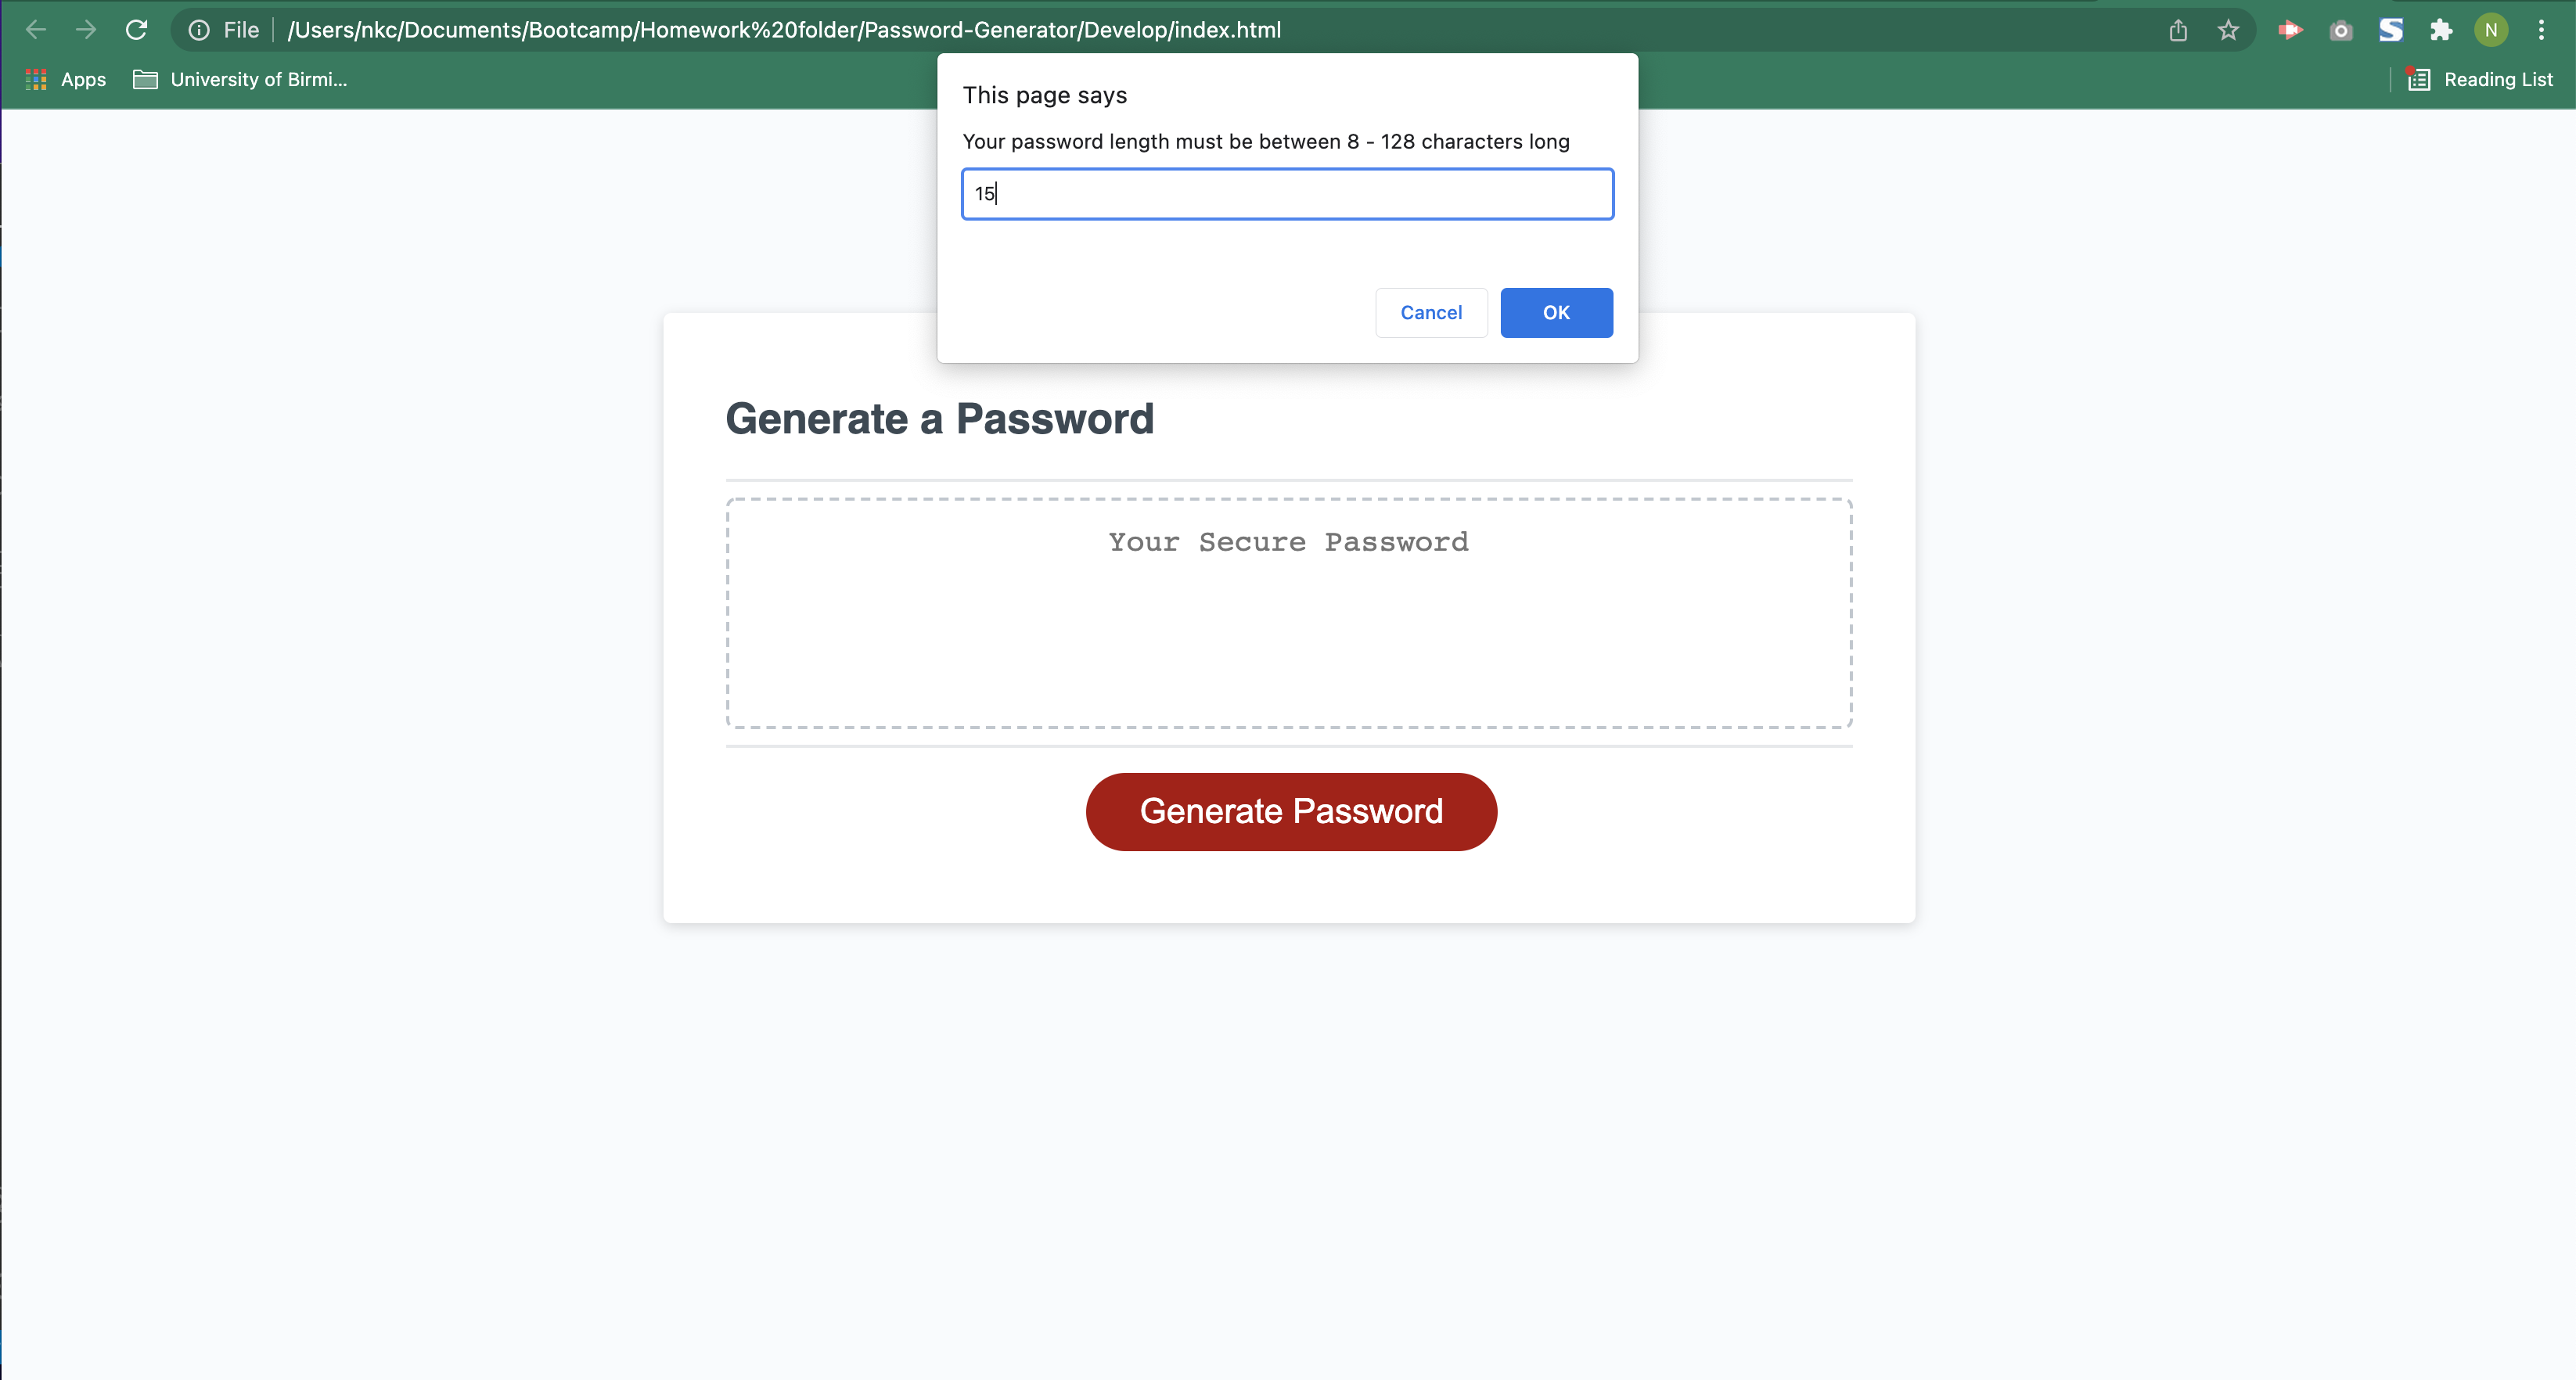 File /Users/nkc/Documents/Bootcamp/Homework%20folder/Password-Generator/Develop/index.html
N
Apps University of Birmi... Reading List
This page says
Your password length must be between 8 - 128 characters long
15
Cancel OK
Generate a Password
Your Secure Password
Generate Password